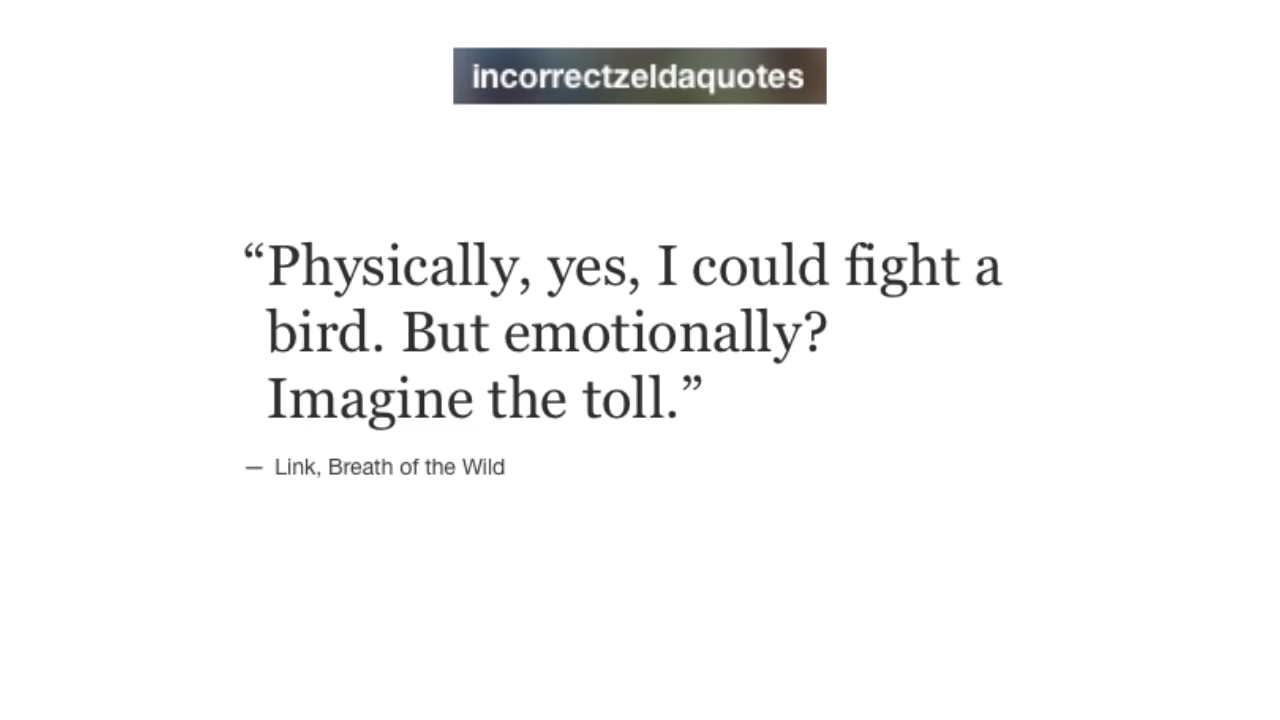 incorrectzeldaquotes
“Physically, yes, I could fight a
bird. But emotionally?
Imagine the toll.”
— Link, Breath of the Wild